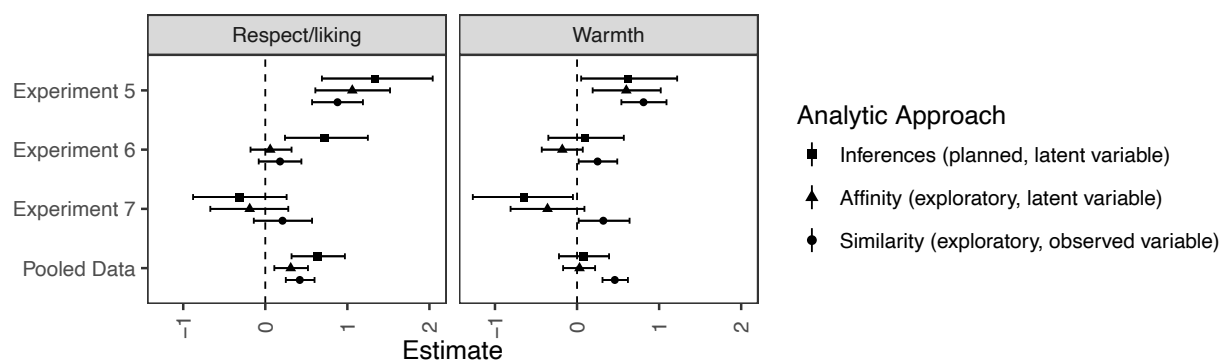 Respect/liking
Warmth
Experiment 5
Experiment 6
Experiment 7
Pooled Data
-1
0
1
2
-1
0
1
2
Estimate
Analytic Approach
Inferences (planned, latent variable)
Affinity (exploratory, latent variable)
Similarity (exploratory, observed variable)